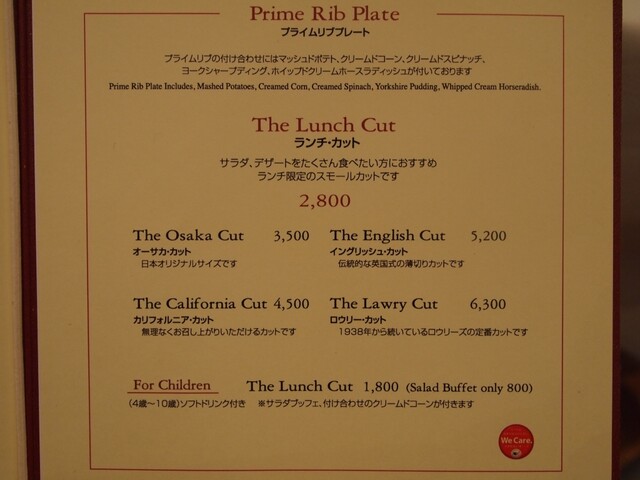 Prime Rib Plate
プライムリブプレート
プライムリブの付け合わせにはマッシュドポテト、クリームドコーン、クリームドスピナッチ、
ヨークシャープディング、ホイップドクリームホースラディッシュが付いております
Prime Rib Plate Includes, Mashed Potatoes, Creamed Corn, Creamed Spinach, Yorkshire Pudding, Whipped Cream Horseradish.
The Lunch Cut
ランチ・カット
サラダ、デザートをたくさん食べたい方におすすめ
ランチ限定のスモールカットです
2,800
The Osaka Cut 3,500
オーサカ・カット
日本オリジナルサイズです
The English Cut 5,200
イングリッシュ・カット
伝統的な英国式の薄切りカットです
The California Cut 4,500
カリフォルニア・カット
無理なくお召し上がりいただけるカットです
The Lawry Cut 6,300
ロウリー・カット
1938年から続いているロウリーズの定番カットです
For Children The Lunch Cut 1,800 (Salad Buffet only 800)
(4歳～10歳)ソフトドリンク付き ※サラダブッフェ、付け合わせのクリームドコーンが付きます
We Care.